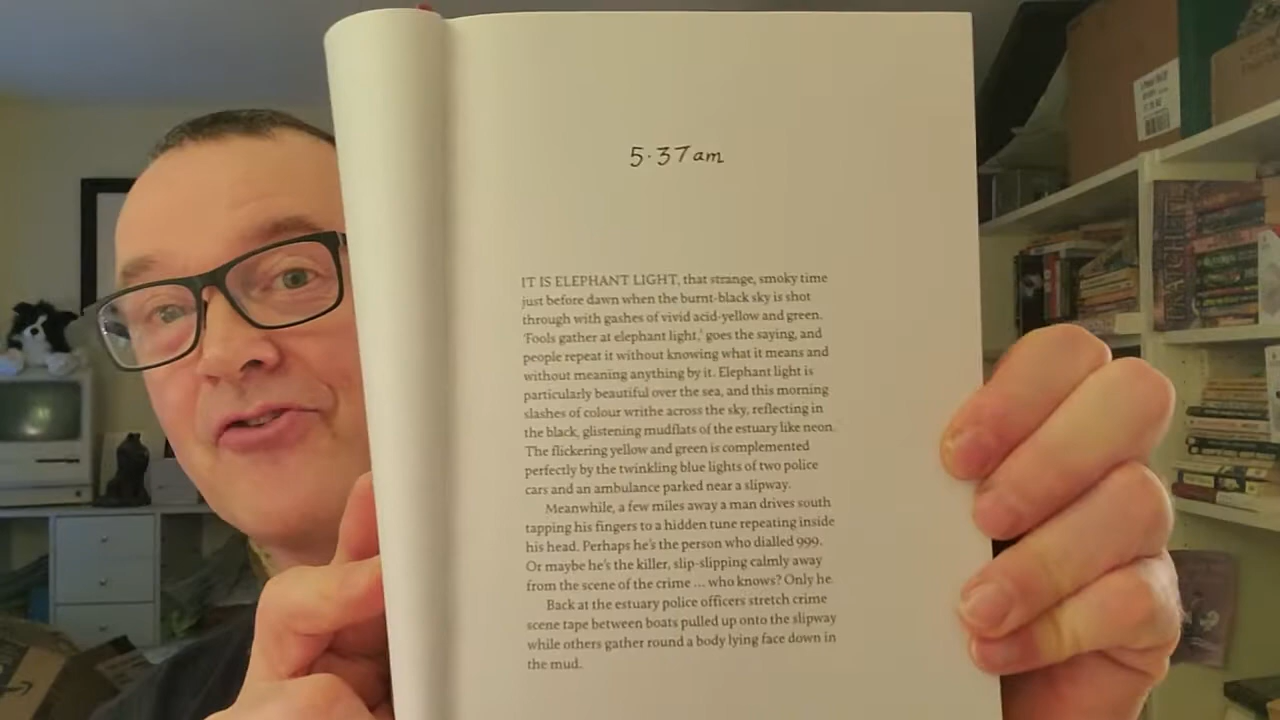 5·37am
IT IS ELEPHANT LIGHT, that strange, smoky time
just before dawn when the burnt-black sky is shot
through with gashes of vivid acid-yellow and green.
‘Fools gather at elephant light,’ goes the saying, and
people repeat it without knowing what it means and
without meaning anything by it. Elephant light is
particularly beautiful over the sea, and this morning
slashes of colour writhe across the sky, reflecting in
the black, glistening mudflats of the estuary like neon.
The flickering yellow and green is complemented
perfectly by the twinkling blue lights of two police
cars and an ambulance parked near a slipway.
Meanwhile, a few miles away a man drives south
tapping his fingers to a hidden tune repeating inside
his head. Perhaps he’s the person who dialled 999.
Or maybe he’s the killer, slip-slipping calmly away
from the scene of the crime ... who knows? Only he.
Back at the estuary police officers stretch crime
scene tape between boats pulled up onto the slipway
while others gather round a body lying face down in
the mud.
PRATCHETT